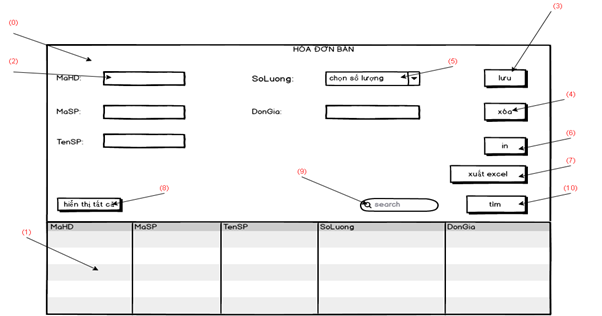 (3)
(0)
HÓA ĐƠN BÁN
(2)
(5)
MaHD:
SoLuong:
chọn số lượng
lưu
(4)
MaSP:
DonGia:
xóa
(6)
TenSP:
in
(7)
xuất excel
(8)
(9)
(10)
hiển thị tất cả
search
tìm
MaHD
MaSP
TenSP
SoLuong
DonGia
(1)